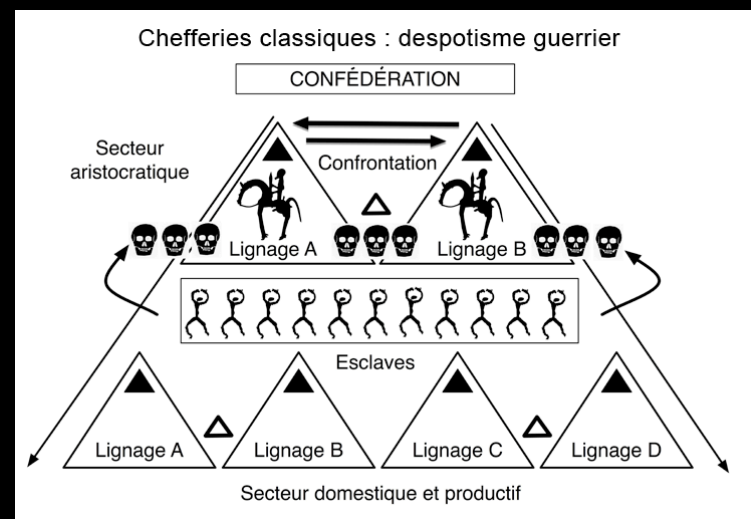 Chefferies classiques : despotisme guerrier
CONFÉDÉRATION
Secteur
aristocratique
Confrontation
Lignage A
Lignage B
Esclaves
Lignage A
Lignage B
Lignage C
Lignage D
Secteur domestique et productif